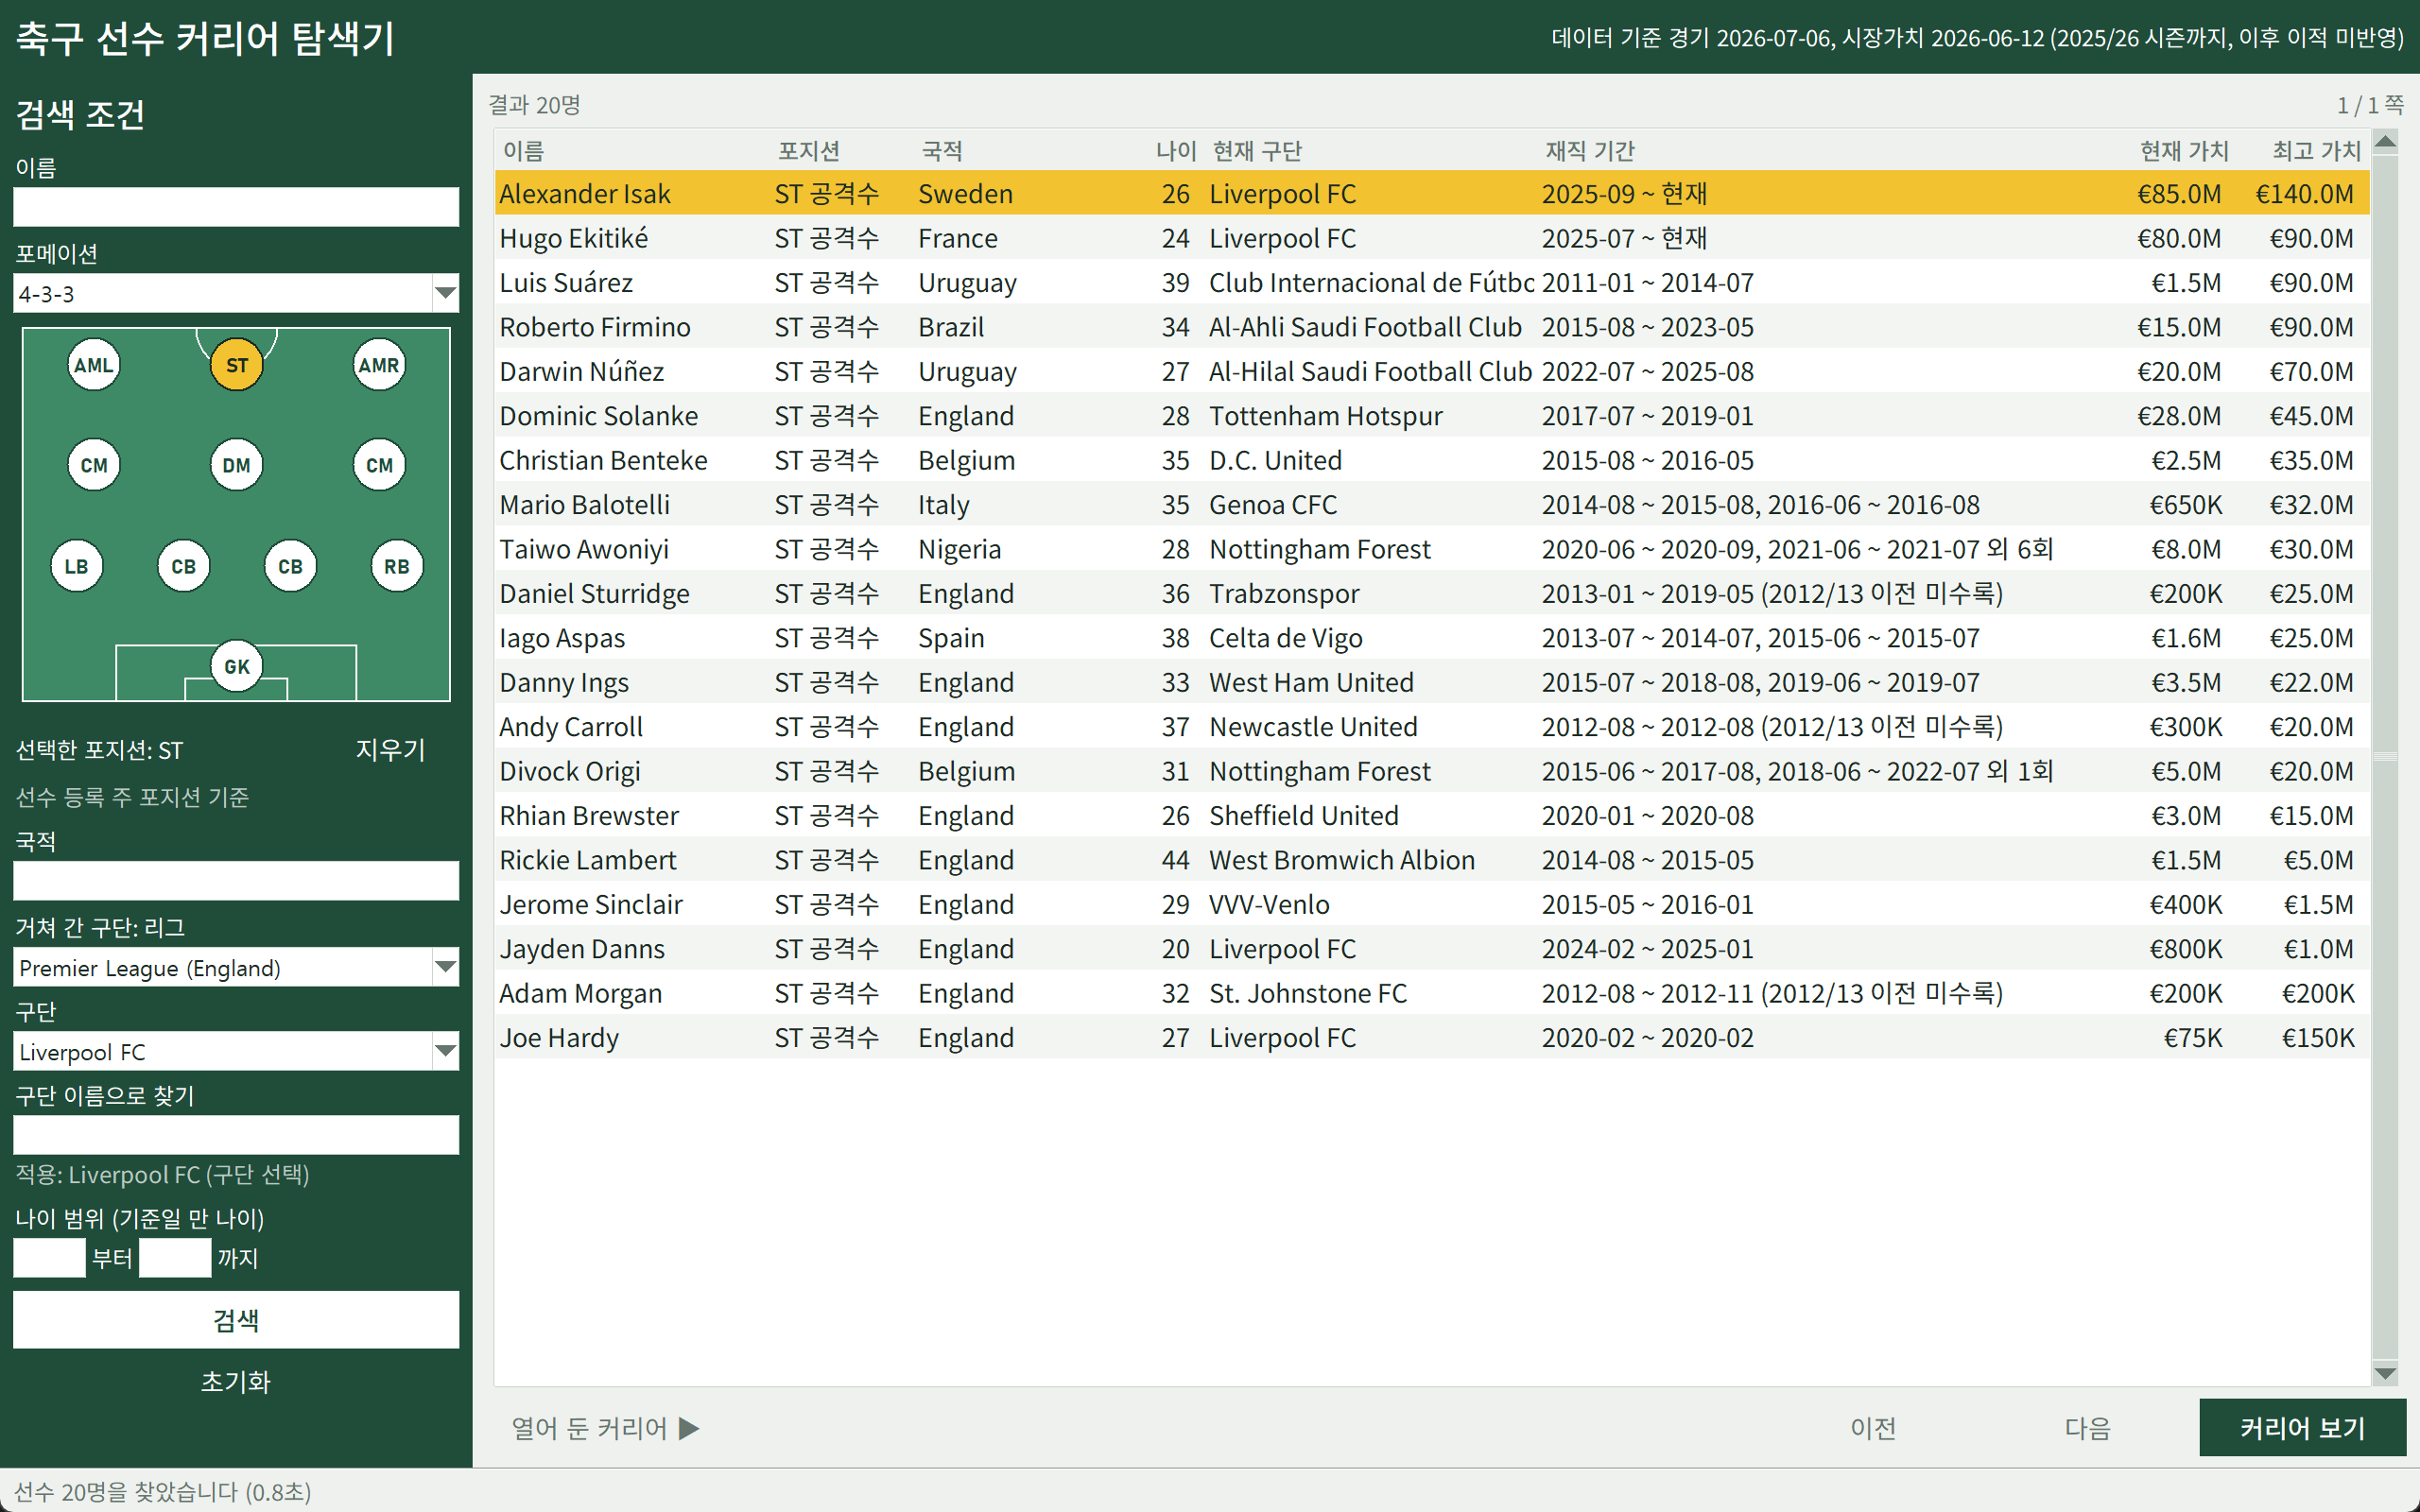 축구 선수 커리어 탐색기
데이터 기준 경기 2026-07-06, 시장가치 2026-06-12 (2025/26 시즌까지, 이후 이적 미반영)
검색 조건
이름
포메이션
4-3-3
AML ST AMR
CM DM CM
LB CB CB RB
GK
선택한 포지션: ST 지우기
선수 등록 주 포지션 기준
국적
거쳐 간 구단: 리그
Premier League (England)
구단
Liverpool FC
구단 이름으로 찾기
적용: Liverpool FC (구단 선택)
나이 범위 (기준일 만 나이)
부터 까지
검색
초기화
결과 20명 1 / 1 쪽
이름 포지션 국적 나이 현재 구단 재직 기간 현재 가치 최고 가치
Alexander Isak ST 공격수 Sweden 26 Liverpool FC 2025-09 ~ 현재 €85.0M €140.0M
Hugo Ekitiké ST 공격수 France 24 Liverpool FC 2025-07 ~ 현재 €80.0M €90.0M
Luis Suárez ST 공격수 Uruguay 39 Club Internacional de Fútbc 2011-01 ~ 2014-07 €1.5M €90.0M
Roberto Firmino ST 공격수 Brazil 34 Al-Ahli Saudi Football Club 2015-08 ~ 2023-05 €15.0M €90.0M
Darwin Núñez ST 공격수 Uruguay 27 Al-Hilal Saudi Football Club 2022-07 ~ 2025-08 €20.0M €70.0M
Dominic Solanke ST 공격수 England 28 Tottenham Hotspur 2017-07 ~ 2019-01 €28.0M €45.0M
Christian Benteke ST 공격수 Belgium 35 D.C. United 2015-08 ~ 2016-05 €2.5M €35.0M
Mario Balotelli ST 공격수 Italy 35 Genoa CFC 2014-08 ~ 2015-08, 2016-06 ~ 2016-08 €650K €32.0M
Taiwo Awoniyi ST 공격수 Nigeria 28 Nottingham Forest 2020-06 ~ 2020-09, 2021-06 ~ 2021-07 외 6회 €8.0M €30.0M
Daniel Sturridge ST 공격수 England 36 Trabzonspor 2013-01 ~ 2019-05 (2012/13 이전 미수록) €200K €25.0M
Iago Aspas ST 공격수 Spain 38 Celta de Vigo 2013-07 ~ 2014-07, 2015-06 ~ 2015-07 €1.6M €25.0M
Danny Ings ST 공격수 England 33 West Ham United 2015-07 ~ 2018-08, 2019-06 ~ 2019-07 €3.5M €22.0M
Andy Carroll ST 공격수 England 37 Newcastle United 2012-08 ~ 2012-08 (2012/13 이전 미수록) €300K €20.0M
Divock Origi ST 공격수 Belgium 31 Nottingham Forest 2015-06 ~ 2017-08, 2018-06 ~ 2022-07 외 1회 €5.0M €20.0M
Rhian Brewster ST 공격수 England 26 Sheffield United 2020-01 ~ 2020-08 €3.0M €15.0M
Rickie Lambert ST 공격수 England 44 West Bromwich Albion 2014-08 ~ 2015-05 €1.5M €5.0M
Jerome Sinclair ST 공격수 England 29 VVV-Venlo 2015-05 ~ 2016-01 €400K €1.5M
Jayden Danns ST 공격수 England 20 Liverpool FC 2024-02 ~ 2025-01 €800K €1.0M
Adam Morgan ST 공격수 England 32 St. Johnstone FC 2012-08 ~ 2012-11 (2012/13 이전 미수록) €200K €200K
Joe Hardy ST 공격수 England 27 Liverpool FC 2020-02 ~ 2020-02 €75K €150K
열어 둔 커리어 ▶ 이전 다음 커리어 보기
선수 20명을 찾았습니다 (0.8초)